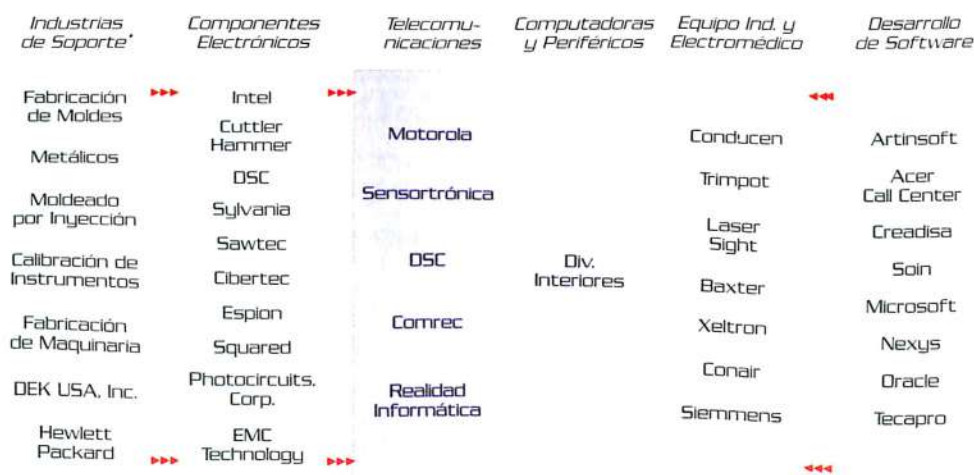 Industrias
de Soporte*
Componentes
Electrónicos
Telecomu-
nicaciones
Computadoras
y Periféricos
Equipo Ind. y
Electromédico
Desarrollo
de Software
Fabricación
de Moldes
Metálicos
Moldeado
por Inyección
Calibración de
Instrumentos
Fabricación
de Maquinaria
DEK USA, Inc.
Hewlett
Packard
Intel
Cuttler
Hammer
DSC
Sylvania
Sawtec
Cibertec
Espion
Squared
Photocircuits,
Corp.
EMC
Technology
Motorola
Sensortrónica
DSC
Comrec
Realidad
Informática
Div.
Interiores
Conducen
Trimpot
Laser
Sight
Baxter
Xeltron
Conair
Siemmens
Artinsoft
Acer
Call Center
Creadisa
Soin
Microsoft
Nexys
Oracle
Tecapro